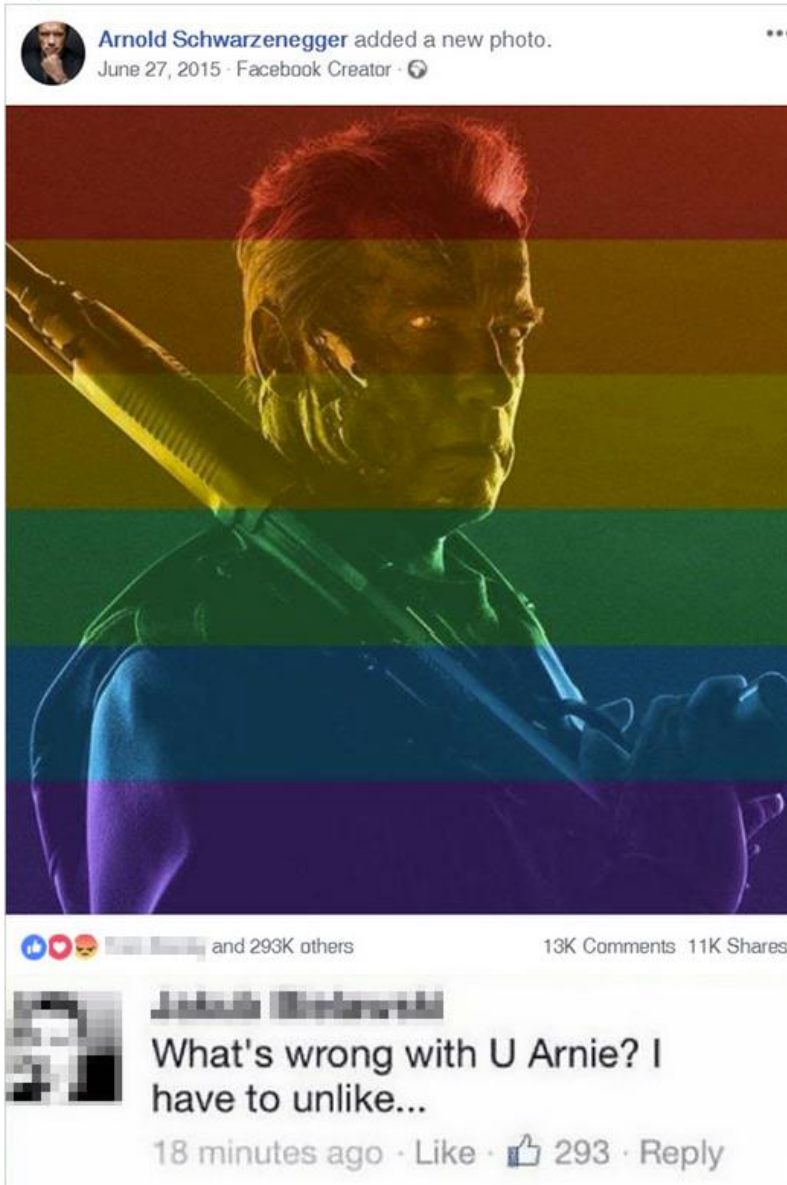 Arnold Schwarzenegger added a new photo.
June 27, 2015 · Facebook Creator ·
and 293K others
13K Comments 11K Shares
What's wrong with U Arnie? I
have to unlike...
18 minutes ago · Like · 293 · Reply